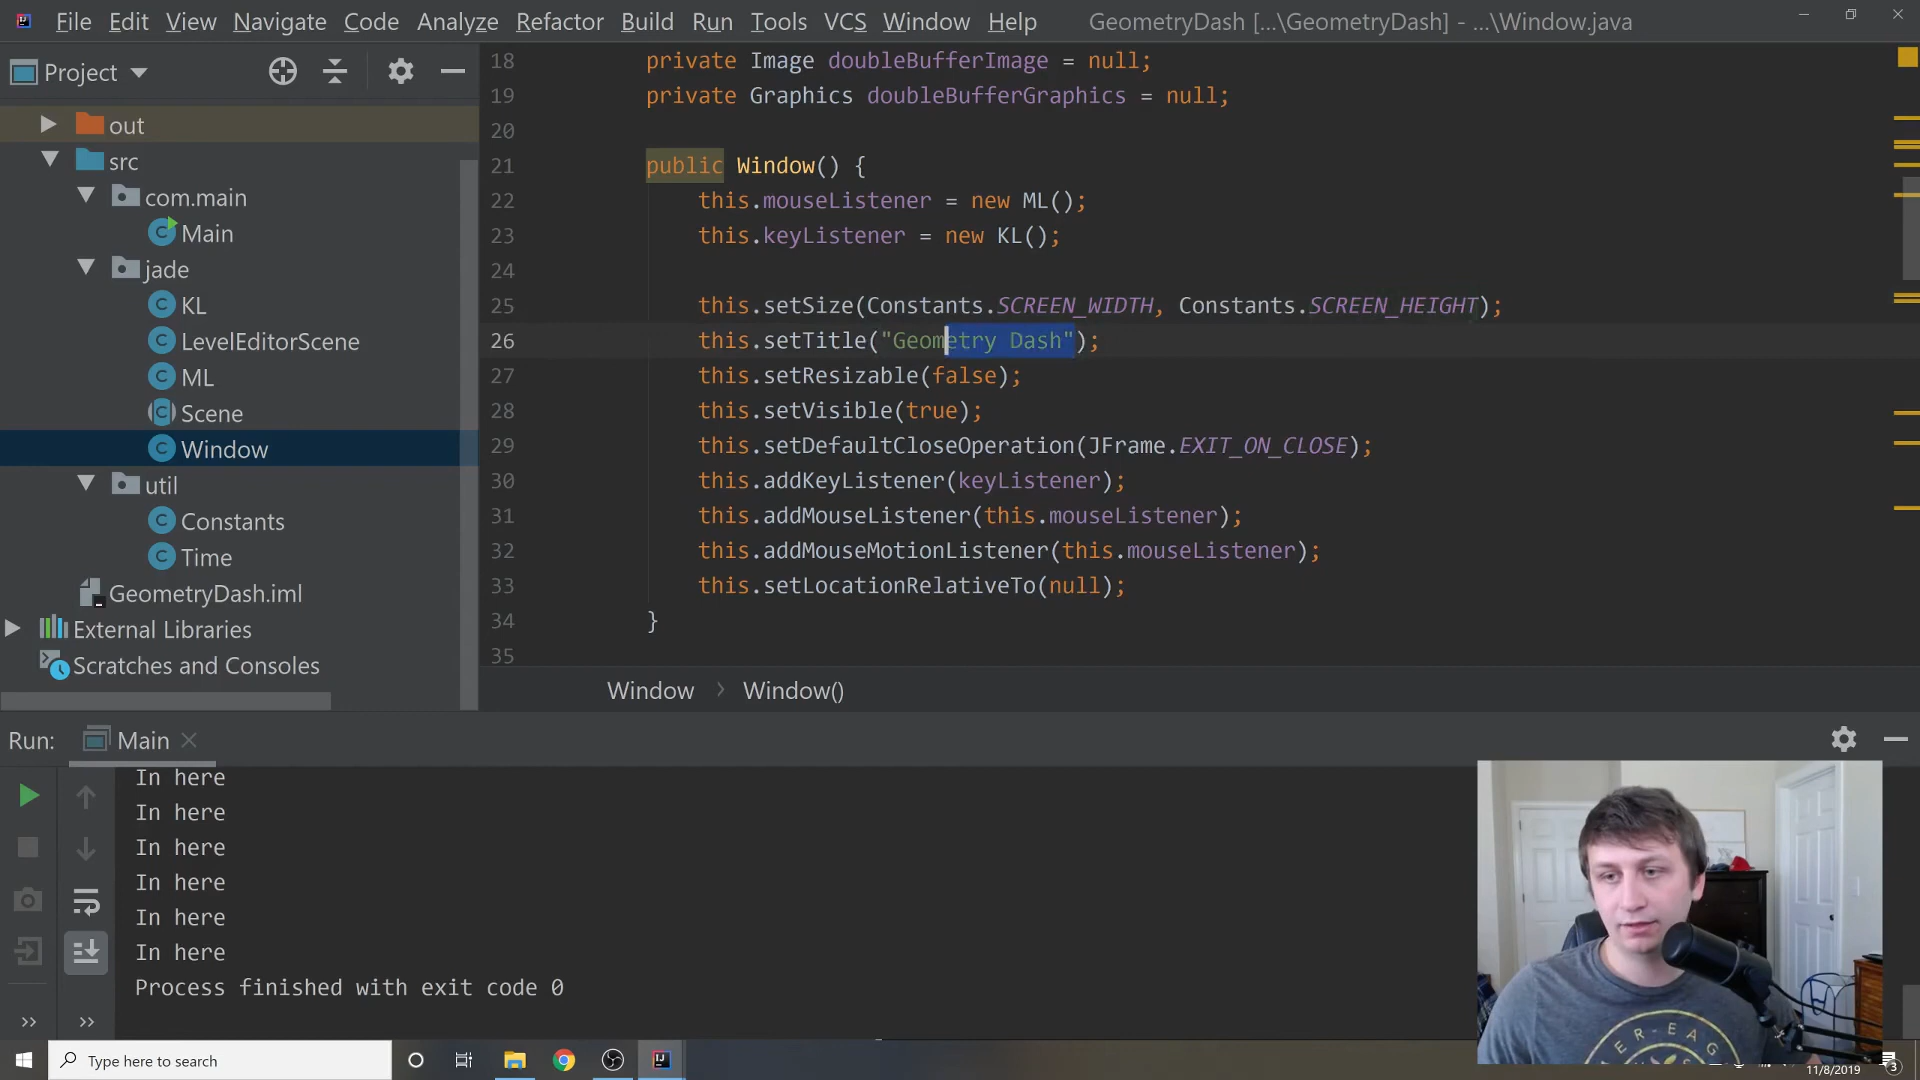 File Edit View Navigate Code Analyze Refactor Build Run Tools VCS Window Help GeometryDash [...\GeometryDash] - ...\Window.java
Project
out
src
com.main
Main
jade
KL
LevelEditorScene
ML
Scene
Window
util
Constants
Time
GeometryDash.iml
External Libraries
Scratches and Consoles
18 private Image doubleBufferImage = null;
19 private Graphics doubleBufferGraphics = null;
20
21 public Window() {
22 this.mouseListener = new ML();
23 this.keyListener = new KL();
24
25 this.setSize(Constants.SCREEN_WIDTH, Constants.SCREEN_HEIGHT);
26 this.setTitle("Geometry Dash");
27 this.setResizable(false);
28 this.setVisible(true);
29 this.setDefaultCloseOperation(JFrame.EXIT_ON_CLOSE);
30 this.addKeyListener(keyListener);
31 this.addMouseListener(this.mouseListener);
32 this.addMouseMotionListener(this.mouseListener);
33 this.setLocationRelativeTo(null);
34 }
35
Window > Window()
Run: Main
In here
In here
In here
In here
In here
In here
Process finished with exit code 0
Type here to search
11/8/2019 3